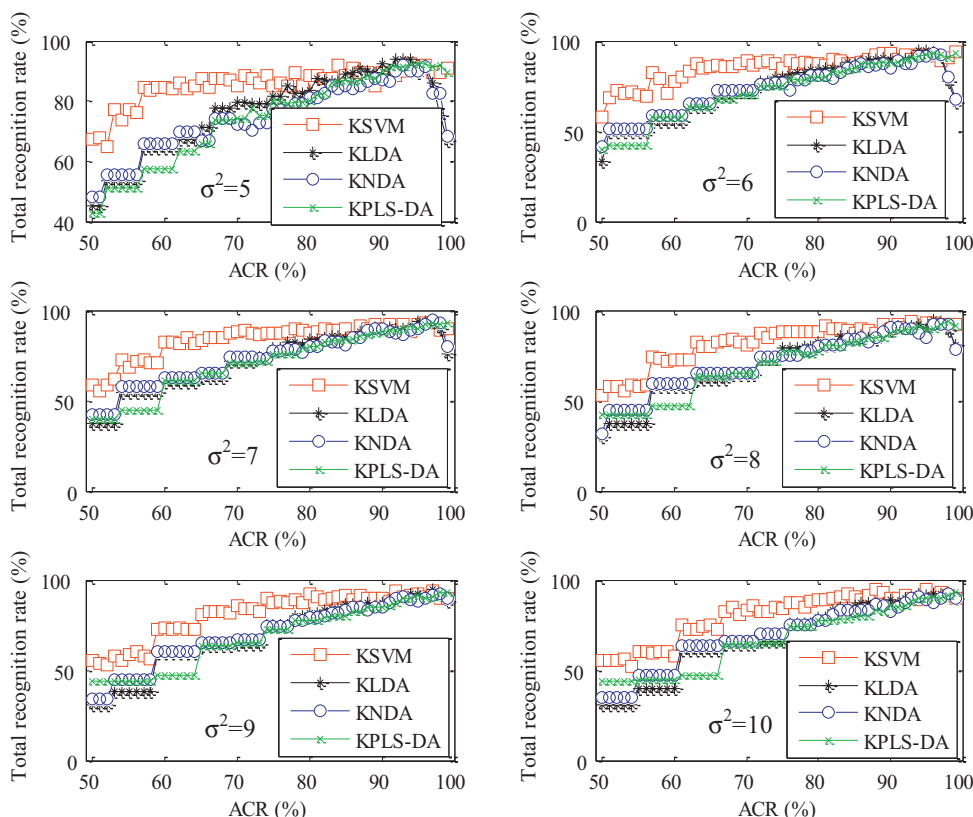 Total recognition rate (%)
100
80
60
40
50
60
70
80
90
100
ACR (%)
σ²=5
KSVM
KLDA
KNDA
KPLS-DA
Total recognition rate (%)
100
50
0
50
60
70
80
90
100
ACR (%)
σ²=6
KSVM
KLDA
KNDA
KPLS-DA
Total recognition rate (%)
100
50
0
50
60
70
80
90
100
ACR (%)
σ²=7
KSVM
KLDA
KNDA
KPLS-DA
Total recognition rate (%)
100
50
0
50
60
70
80
90
100
ACR (%)
σ²=8
KSVM
KLDA
KNDA
KPLS-DA
Total recognition rate (%)
100
50
0
50
60
70
80
90
100
ACR (%)
σ²=9
KSVM
KLDA
KNDA
KPLS-DA
Total recognition rate (%)
100
50
0
50
60
70
80
90
100
ACR (%)
σ²=10
KSVM
KLDA
KNDA
KPLS-DA